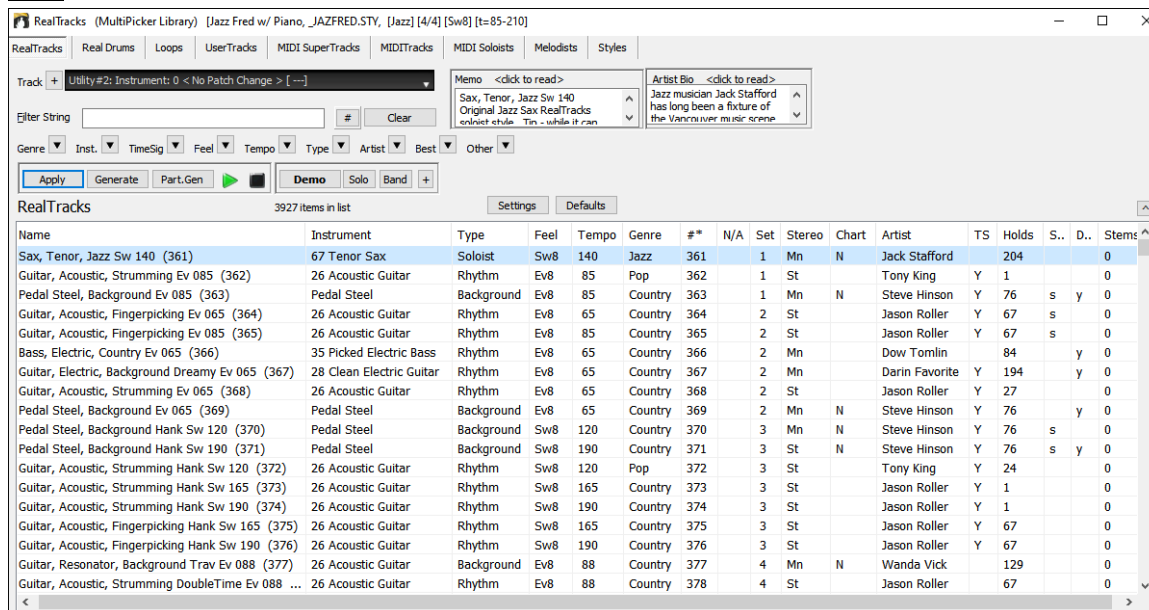 RealTracks (MultiPicker Library) [Jazz Fred w/ Piano, _JAZFRED.STY, [Jazz] [4/4] [Sw8] [t=85-210]
RealTracks Real Drums Loops UserTracks MIDI SuperTracks MIDITracks MIDI Soloists Melodists Styles
Track + Utility#2: Instrument: 0 < No Patch Change > [ ---]
Memo <click to read> Artist Bio <click to read>
Sax, Tenor, Jazz Sw 140
Original Jazz Sax RealTracks
soloist style. Tip - while it can
Jazz musician Jack Stafford
has long been a fixture of
the Vancouver music scene
Filter String # Clear
Genre Inst. TimeSig Feel Tempo Type Artist Best Other
Apply Generate Part.Gen Demo Solo Band +
RealTracks 3927 items in list Settings Defaults
Name Instrument Type Feel Tempo Genre #* N/A Set Stereo Chart Artist TS Holds S.. D.. Stems
Sax, Tenor, Jazz Sw 140 (361) 67 Tenor Sax Soloist Sw8 140 Jazz 361 1 Mn N Jack Stafford 204 0
Guitar, Acoustic, Strumming Ev 085 (362) 26 Acoustic Guitar Rhythm Ev8 85 Pop 362 1 St Tony King Y 1 0
Pedal Steel, Background Ev 085 (363) Pedal Steel Background Ev8 85 Country 363 1 Mn N Steve Hinson Y 76 s y 0
Guitar, Acoustic, Fingerpicking Ev 065 (364) 26 Acoustic Guitar Rhythm Ev8 65 Country 364 2 St Jason Roller Y 67 s 0
Guitar, Acoustic, Fingerpicking Ev 085 (365) 26 Acoustic Guitar Rhythm Ev8 85 Country 365 2 St Jason Roller Y 67 s 0
Bass, Electric, Country Ev 065 (366) 35 Picked Electric Bass Rhythm Ev8 65 Country 366 2 Mn Dow Tomlin 84 y 0
Guitar, Electric, Background Dreamy Ev 065 (367) 28 Clean Electric Guitar Rhythm Ev8 65 Country 367 2 Mn Darin Favorite Y 194 y 0
Guitar, Acoustic, Strumming Ev 065 (368) 26 Acoustic Guitar Rhythm Ev8 65 Country 368 2 St Jason Roller Y 27 0
Pedal Steel, Background Ev 065 (369) Pedal Steel Background Ev8 65 Country 369 2 Mn N Steve Hinson Y 76 y 0
Pedal Steel, Background Hank Sw 120 (370) Pedal Steel Background Sw8 120 Country 370 3 Mn N Steve Hinson Y 76 s 0
Pedal Steel, Background Hank Sw 190 (371) Pedal Steel Background Sw8 190 Country 371 3 St N Steve Hinson Y 76 s y 0
Guitar, Acoustic, Strumming Hank Sw 120 (372) 26 Acoustic Guitar Rhythm Sw8 120 Pop 372 3 St Tony King Y 24 0
Guitar, Acoustic, Strumming Hank Sw 165 (373) 26 Acoustic Guitar Rhythm Sw8 165 Country 373 3 St Jason Roller Y 1 0
Guitar, Acoustic, Strumming Hank Sw 190 (374) 26 Acoustic Guitar Rhythm Sw8 190 Country 374 3 St Jason Roller Y 1 0
Guitar, Acoustic, Fingerpicking Hank Sw 165 (375) 26 Acoustic Guitar Rhythm Sw8 165 Country 375 3 St Jason Roller Y 67 0
Guitar, Acoustic, Fingerpicking Hank Sw 190 (376) 26 Acoustic Guitar Rhythm Sw8 190 Country 376 3 St Jason Roller Y 67 0
Guitar, Resonator, Background Trav Ev 088 (377) 26 Acoustic Guitar Background Ev8 88 Country 377 4 Mn N Wanda Vick 129 0
Guitar, Acoustic, Strumming DoubleTime Ev 088 ... 26 Acoustic Guitar Rhythm Ev8 88 Country 378 4 St Jason Roller 67 0